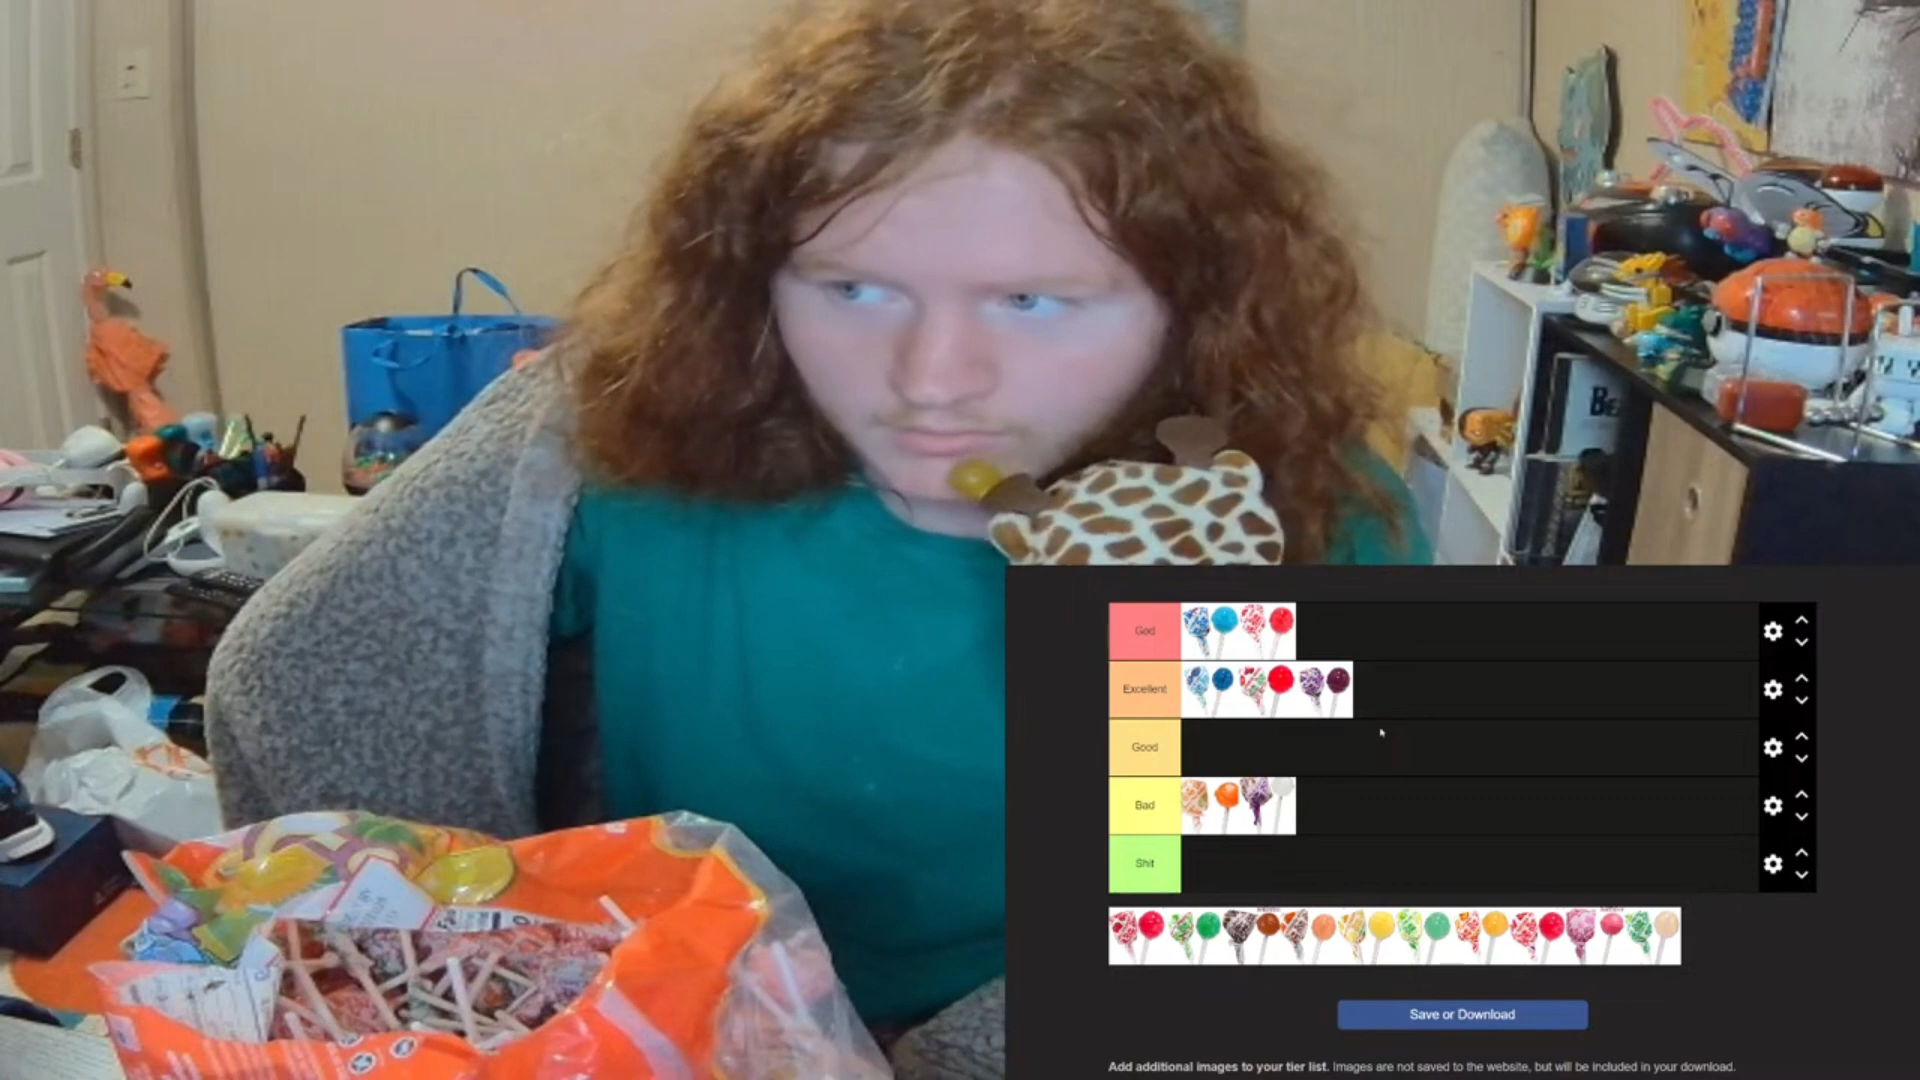 BE
God
Excellent
Good
Bad
Shit
Save or Download
Add additional images to your tier list. Images are not saved to the website, but will be included in your download.